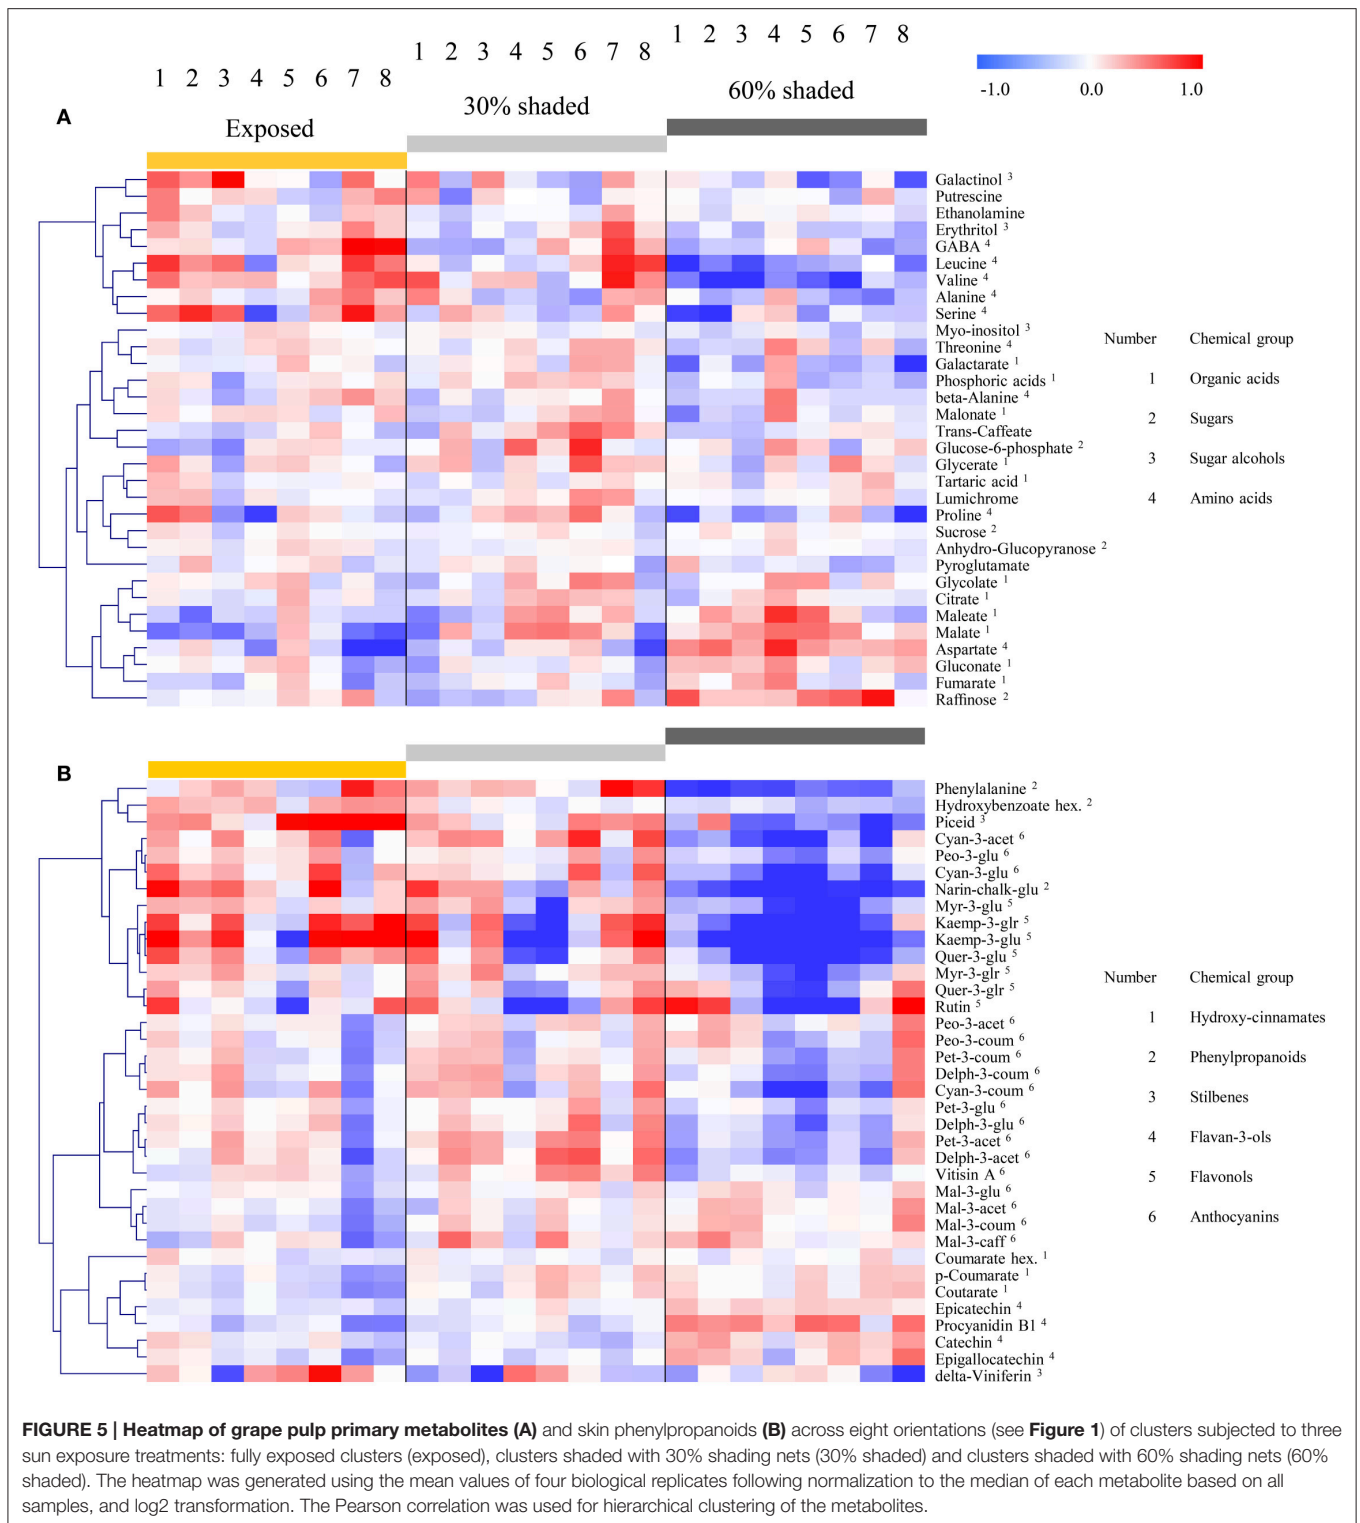 1 2 3 4 5 6 7 8
1 2 3 4 5 6 7 8
1 2 3 4 5 6 7 8
-1.0 0.0 1.0
60% shaded
30% shaded
Exposed
A
Galactinol ³
Putrescine
Ethanolamine
Erythritol ³
GABA ⁴
Leucine ⁴
Valine ⁴
Alanine ⁴
Serine ⁴
Myo-inositol ³
Threonine ⁴
Galactarate ¹
Phosphoric acids ¹
beta-Alanine ⁴
Malonate ¹
Trans-Caffeate
Glucose-6-phosphate ²
Glycerate ¹
Tartaric acid ¹
Lumichrome
Proline ⁴
Sucrose ²
Anhydro-Glucopyranose ²
Pyroglutamate
Glycolate ¹
Citrate ¹
Maleate ¹
Malate ¹
Aspartate ⁴
Gluconate ¹
Fumarate ¹
Raffinose ²
Number Chemical group
1 Organic acids
2 Sugars
3 Sugar alcohols
4 Amino acids
B
Phenylalanine ²
Hydroxybenzoate hex. ²
Piceid ³
Cyan-3-acet ⁶
Peo-3-glu ⁶
Cyan-3-glu ⁶
Narin-chalk-glu ²
Myr-3-glu ⁵
Kaemp-3-glr ⁵
Kaemp-3-glu ⁵
Quer-3-glu ⁵
Myr-3-glr ⁵
Quer-3-glr ⁵
Rutin ⁵
Peo-3-acet ⁶
Peo-3-coum ⁶
Pet-3-coum ⁶
Delph-3-coum ⁶
Cyan-3-coum ⁶
Pet-3-glu ⁶
Delph-3-glu ⁶
Pet-3-acet ⁶
Delph-3-acet ⁶
Vitisin A ⁶
Mal-3-glu ⁶
Mal-3-acet ⁶
Mal-3-coum ⁶
Mal-3-caff ⁶
Coumarate hex. ¹
p-Coumarate ¹
Coutarate ¹
Epicatechin ⁴
Procyanidin B1 ⁴
Catechin ⁴
Epigallocatechin ⁴
delta-Viniferin ³
Number Chemical group
1 Hydroxy-cinnamates
2 Phenylpropanoids
3 Stilbenes
4 Flavan-3-ols
5 Flavonols
6 Anthocyanins
FIGURE 5 | Heatmap of grape pulp primary metabolites (A) and skin phenylpropanoids (B) across eight orientations (see Figure 1) of clusters subjected to three
sun exposure treatments: fully exposed clusters (exposed), clusters shaded with 30% shading nets (30% shaded) and clusters shaded with 60% shading nets (60%
shaded). The heatmap was generated using the mean values of four biological replicates following normalization to the median of each metabolite based on all
samples, and log2 transformation. The Pearson correlation was used for hierarchical clustering of the metabolites.